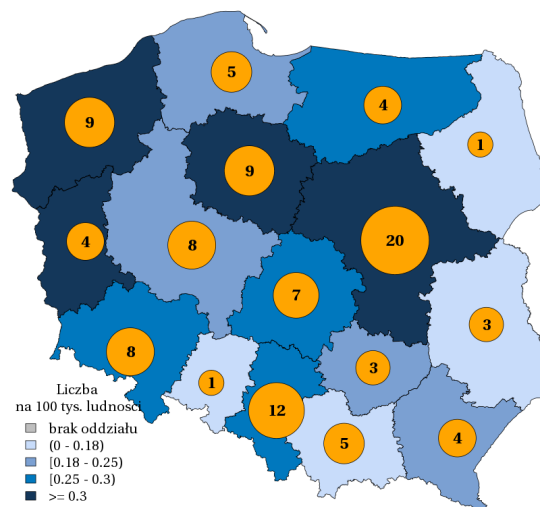 5
4
9
1
9
4
8
20
7
3
8
3
1
12
4
5
Liczba
na 100 tys. ludności
brak oddziału
(0 - 0.18)
[0.18 - 0.25)
[0.25 - 0.3)
>= 0.3